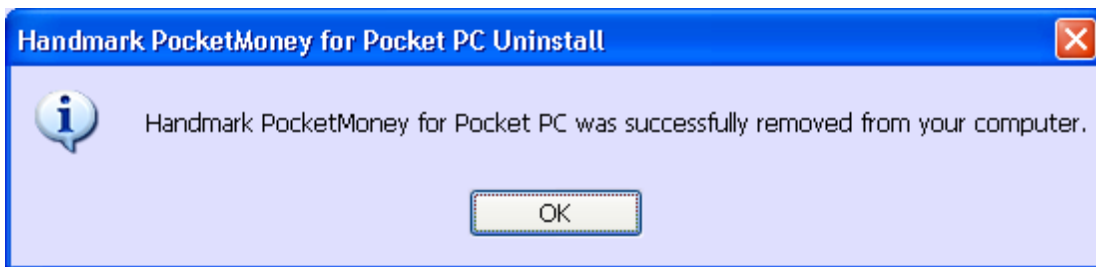 Handmark PocketMoney for Pocket PC Uninstall
Handmark PocketMoney for Pocket PC was successfully removed from your computer.
OK